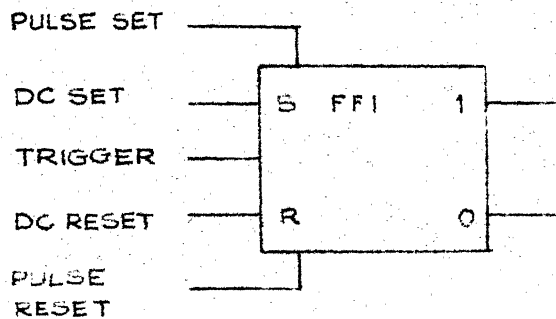 PULSE SET
DC SET
S FF1 1
TRIGGER
DC RESET
R 0
PULSE
RESET